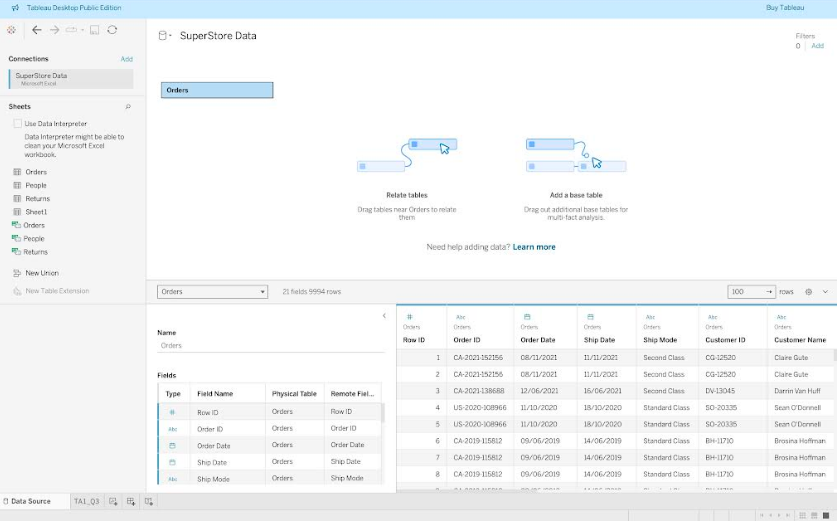 Tableau Desktop Public Edition
Buy Tableau
Connections
Add
SuperStore Data
Microsoft Excel
Sheets
Use Data Interpreter
Data Interpreter might be able to
clean your Microsoft Excel
workbook.
Orders
People
Returns
Sheet1
Orders
People
Returns
New Union
New Table Extension
SuperStore Data
Filters
0 | Add
Orders
Relate tables
Drag tables near Orders to relate
them
Add a base table
Drag out additional base tables for
multi-fact analysis.
Need help adding data? Learn more
Orders
21 fields 9994 rows
100 → rows
Name
Orders
Fields
Type Field Name Physical Table Remote Fiel...
# Row ID Orders Row ID
Abc Order ID Orders Order ID
Order Data Orders Order Date
Ship Date Orders Ship Date
Abc Ship Mode Orders Ship Mode
# Abc Abc Abc Abc
Orders Orders Orders Orders Orders Orders Orders
Row ID Order ID Order Date Ship Date Ship Mode Customer ID Customer Name
1 CA-2021-152156 08/11/2021 11/11/2021 Second Class CG-12520 Claire Gute
2 CA-2021-152156 08/11/2021 11/11/2021 Second Class CG-12520 Claire Gute
3 CA-2021-138688 12/06/2021 16/06/2021 Second Class DV-13045 Darrin Van Huff
4 US-2020-108966 11/10/2020 18/10/2020 Standard Class SO-20335 Sean O'Donnell
5 US-2020-108966 11/10/2020 18/10/2020 Standard Class SO-20335 Sean O'Donnell
6 CA-2019-115812 09/06/2019 14/06/2019 Standard Class BH-11710 Brosina Hoffman
7 CA-2019-115812 09/06/2019 14/06/2019 Standard Class BH-11710 Brosina Hoffman
8 CA-2019-115812 09/06/2019 14/06/2019 Standard Class BH-11710 Brosina Hoffman
Data Source
TA1_Q3